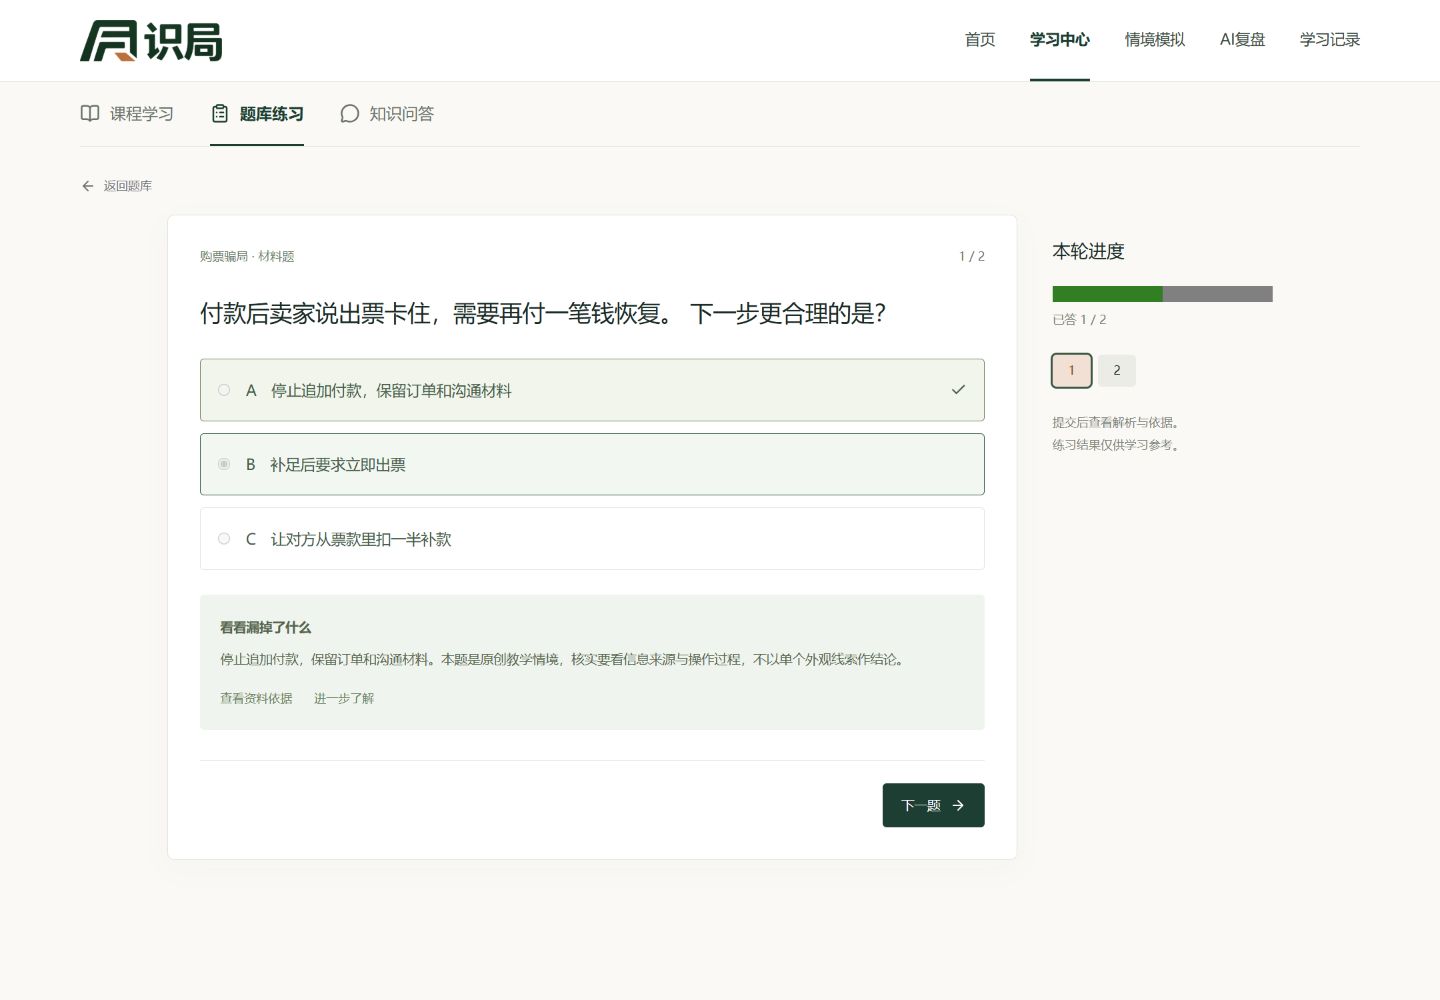 识局
首页
学习中心
情境模拟
AI复盘
学习记录
课程学习
题库练习
知识问答
返回题库
购票骗局 · 材料题
1 / 2
付款后卖家说出票卡住，需要再付一笔钱恢复。 下一步更合理的是？
A 停止追加付款，保留订单和沟通材料
B 补足后要求立即出票
C 让对方从票款里扣一半补款
看看漏掉了什么
停止追加付款，保留订单和沟通材料。本题是原创教学情境，核实要看信息来源与操作过程，不以单个外观线索作结论。
查看资料依据 进一步了解
下一题
本轮进度
已答 1 / 2
1 2
提交后查看解析与依据。
练习结果仅供学习参考。